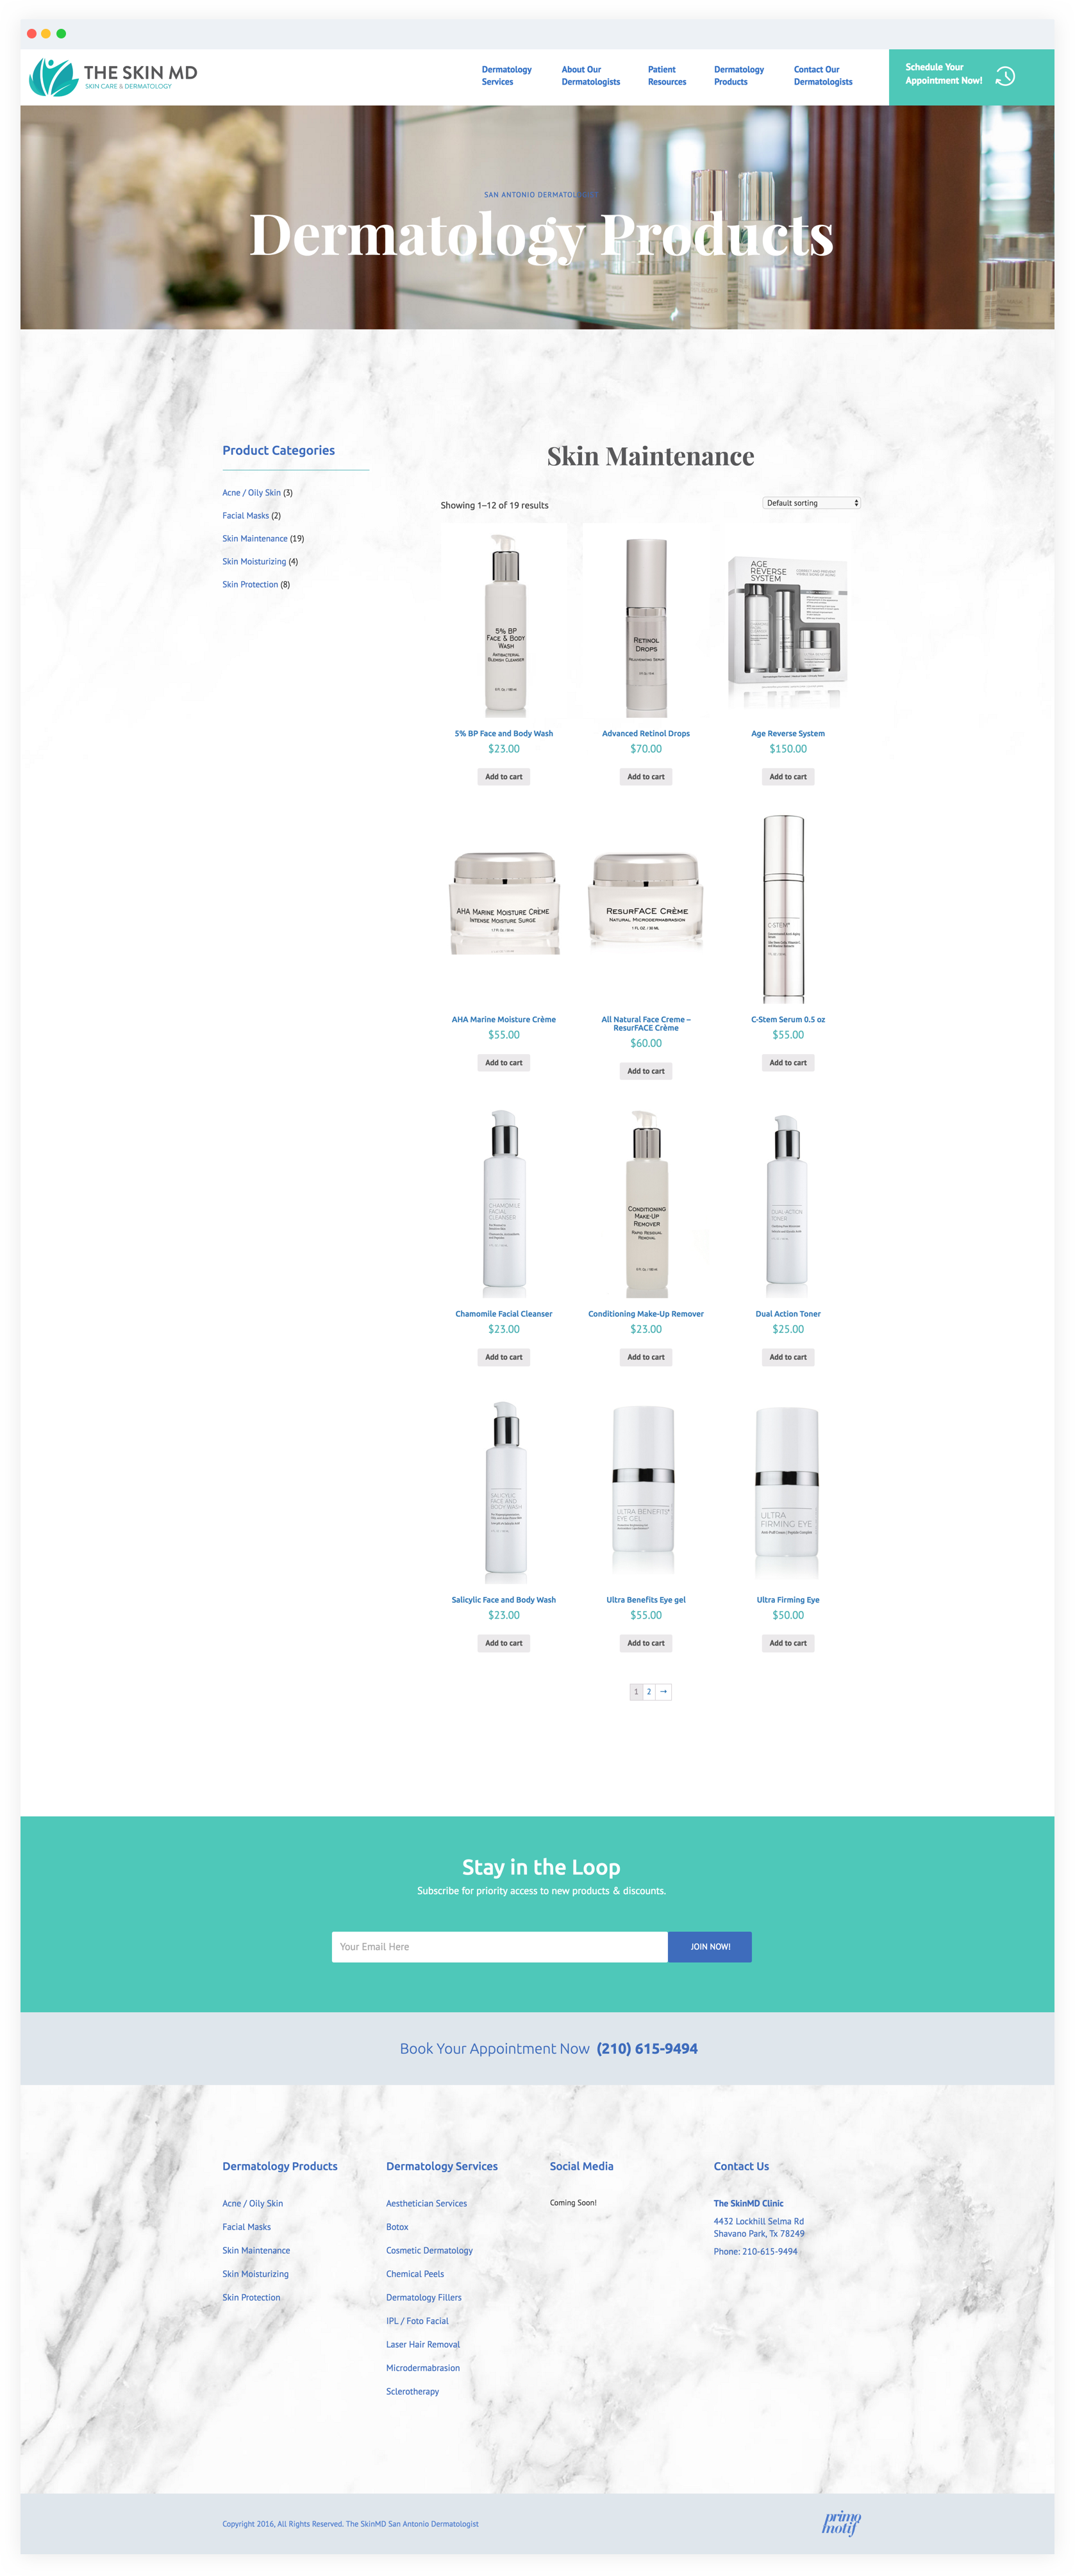 THE SKIN MD
SKIN CARE & DERMATOLOGY
Dermatology
Services
About Our
Dermatologists
Patient
Resources
Dermatology
Products
Contact Our
Dermatologists
Schedule Your
Appointment Now!
SAN ANTONIO
Dermatology Products
Product Categories
Acne / Oily Skin (3)
Facial Masks (2)
Skin Maintenance (19)
Skin Moisturizing (4)
Skin Protection (8)
Skin Maintenance
Showing 1–12 of 19 results
Default sorting
5% BP
Face & Body
Wash
Antibacterial
Blemish Cleanser
Retinol
Drops
Rejuvenating Serum
AGE
REVERSE
SYSTEM
5% BP Face and Body Wash
$23.00
Add to cart
Advanced Retinol Drops
$70.00
Add to cart
Age Reverse System
$150.00
Add to cart
AHA Marine Moisture Crème
Intense Moisture Surge
ResurFACE Crème
Natural Microdermabrasion
1 FL. OZ. / 30 ML
C-STEM
AHA Marine Moisture Crème
$55.00
Add to cart
All Natural Face Creme –
ResurFACE Crème
$60.00
Add to cart
C-Stem Serum 0.5 oz
$55.00
Add to cart
CHAMOMILE
FACIAL
CLEANSER
Conditioning
Make-Up
Remover
Rapid Residual
Removal
DUAL-ACTION
TONER
Chamomile Facial Cleanser
$23.00
Add to cart
Conditioning Make-Up Remover
$23.00
Add to cart
Dual Action Toner
$25.00
Add to cart
SALICYLIC
FACE AND
BODY WASH
ULTRA BENEFITS
EYE GEL
ULTRA
FIRMING EYE
Salicylic Face and Body Wash
$23.00
Add to cart
Ultra Benefits Eye gel
$55.00
Add to cart
Ultra Firming Eye
$50.00
Add to cart
1 2 →
Stay in the Loop
Subscribe for priority access to new products & discounts.
Your Email Here
JOIN NOW!
Book Your Appointment Now (210) 615-9494
Dermatology Products
Acne / Oily Skin
Facial Masks
Skin Maintenance
Skin Moisturizing
Skin Protection
Dermatology Services
Aesthetician Services
Botox
Cosmetic Dermatology
Chemical Peels
Dermatology Fillers
IPL / Foto Facial
Laser Hair Removal
Microdermabrasion
Sclerotherapy
Social Media
Coming Soon!
Contact Us
The SkinMD Clinic
4432 Lockhill Selma Rd
Shavano Park, Tx 78249
Phone: 210-615-9494
Copyright 2016, All Rights Reserved. The SkinMD San Antonio Dermatologist
primo
motif